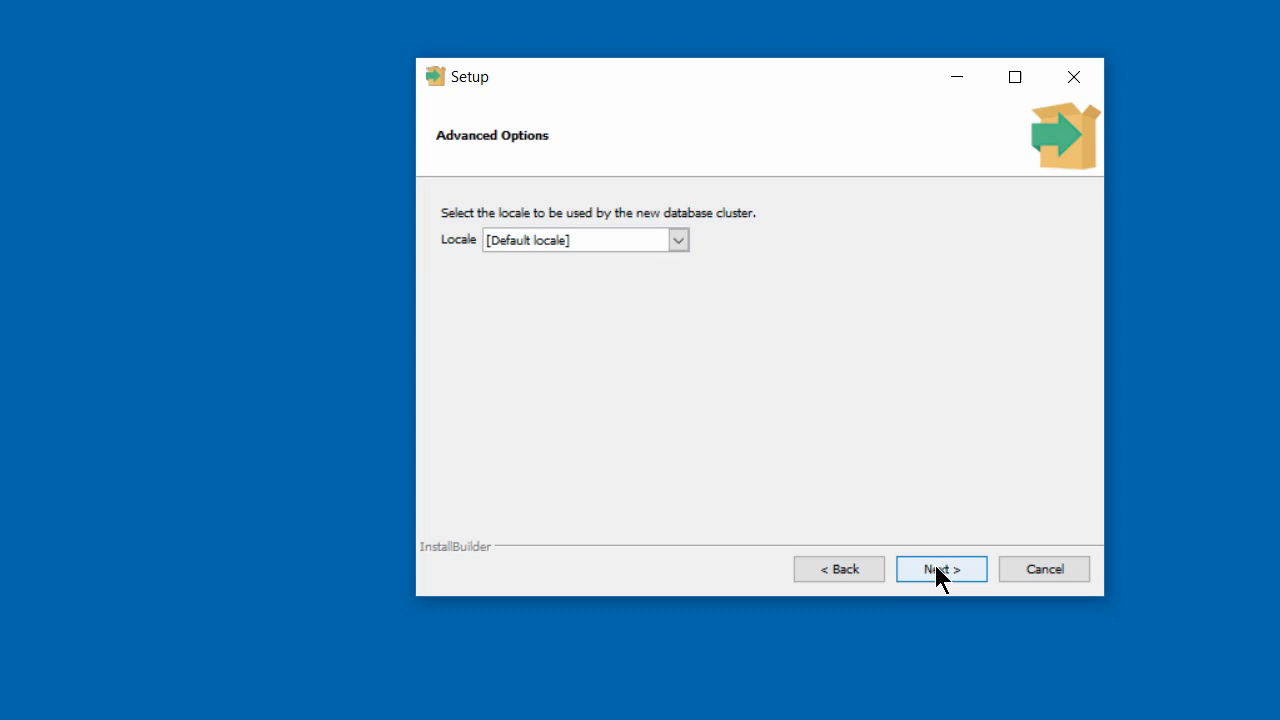 Setup
Advanced Options
Select the locale to be used by the new database cluster.
Locale [Default locale]
InstallBuilder
< Back Next > Cancel